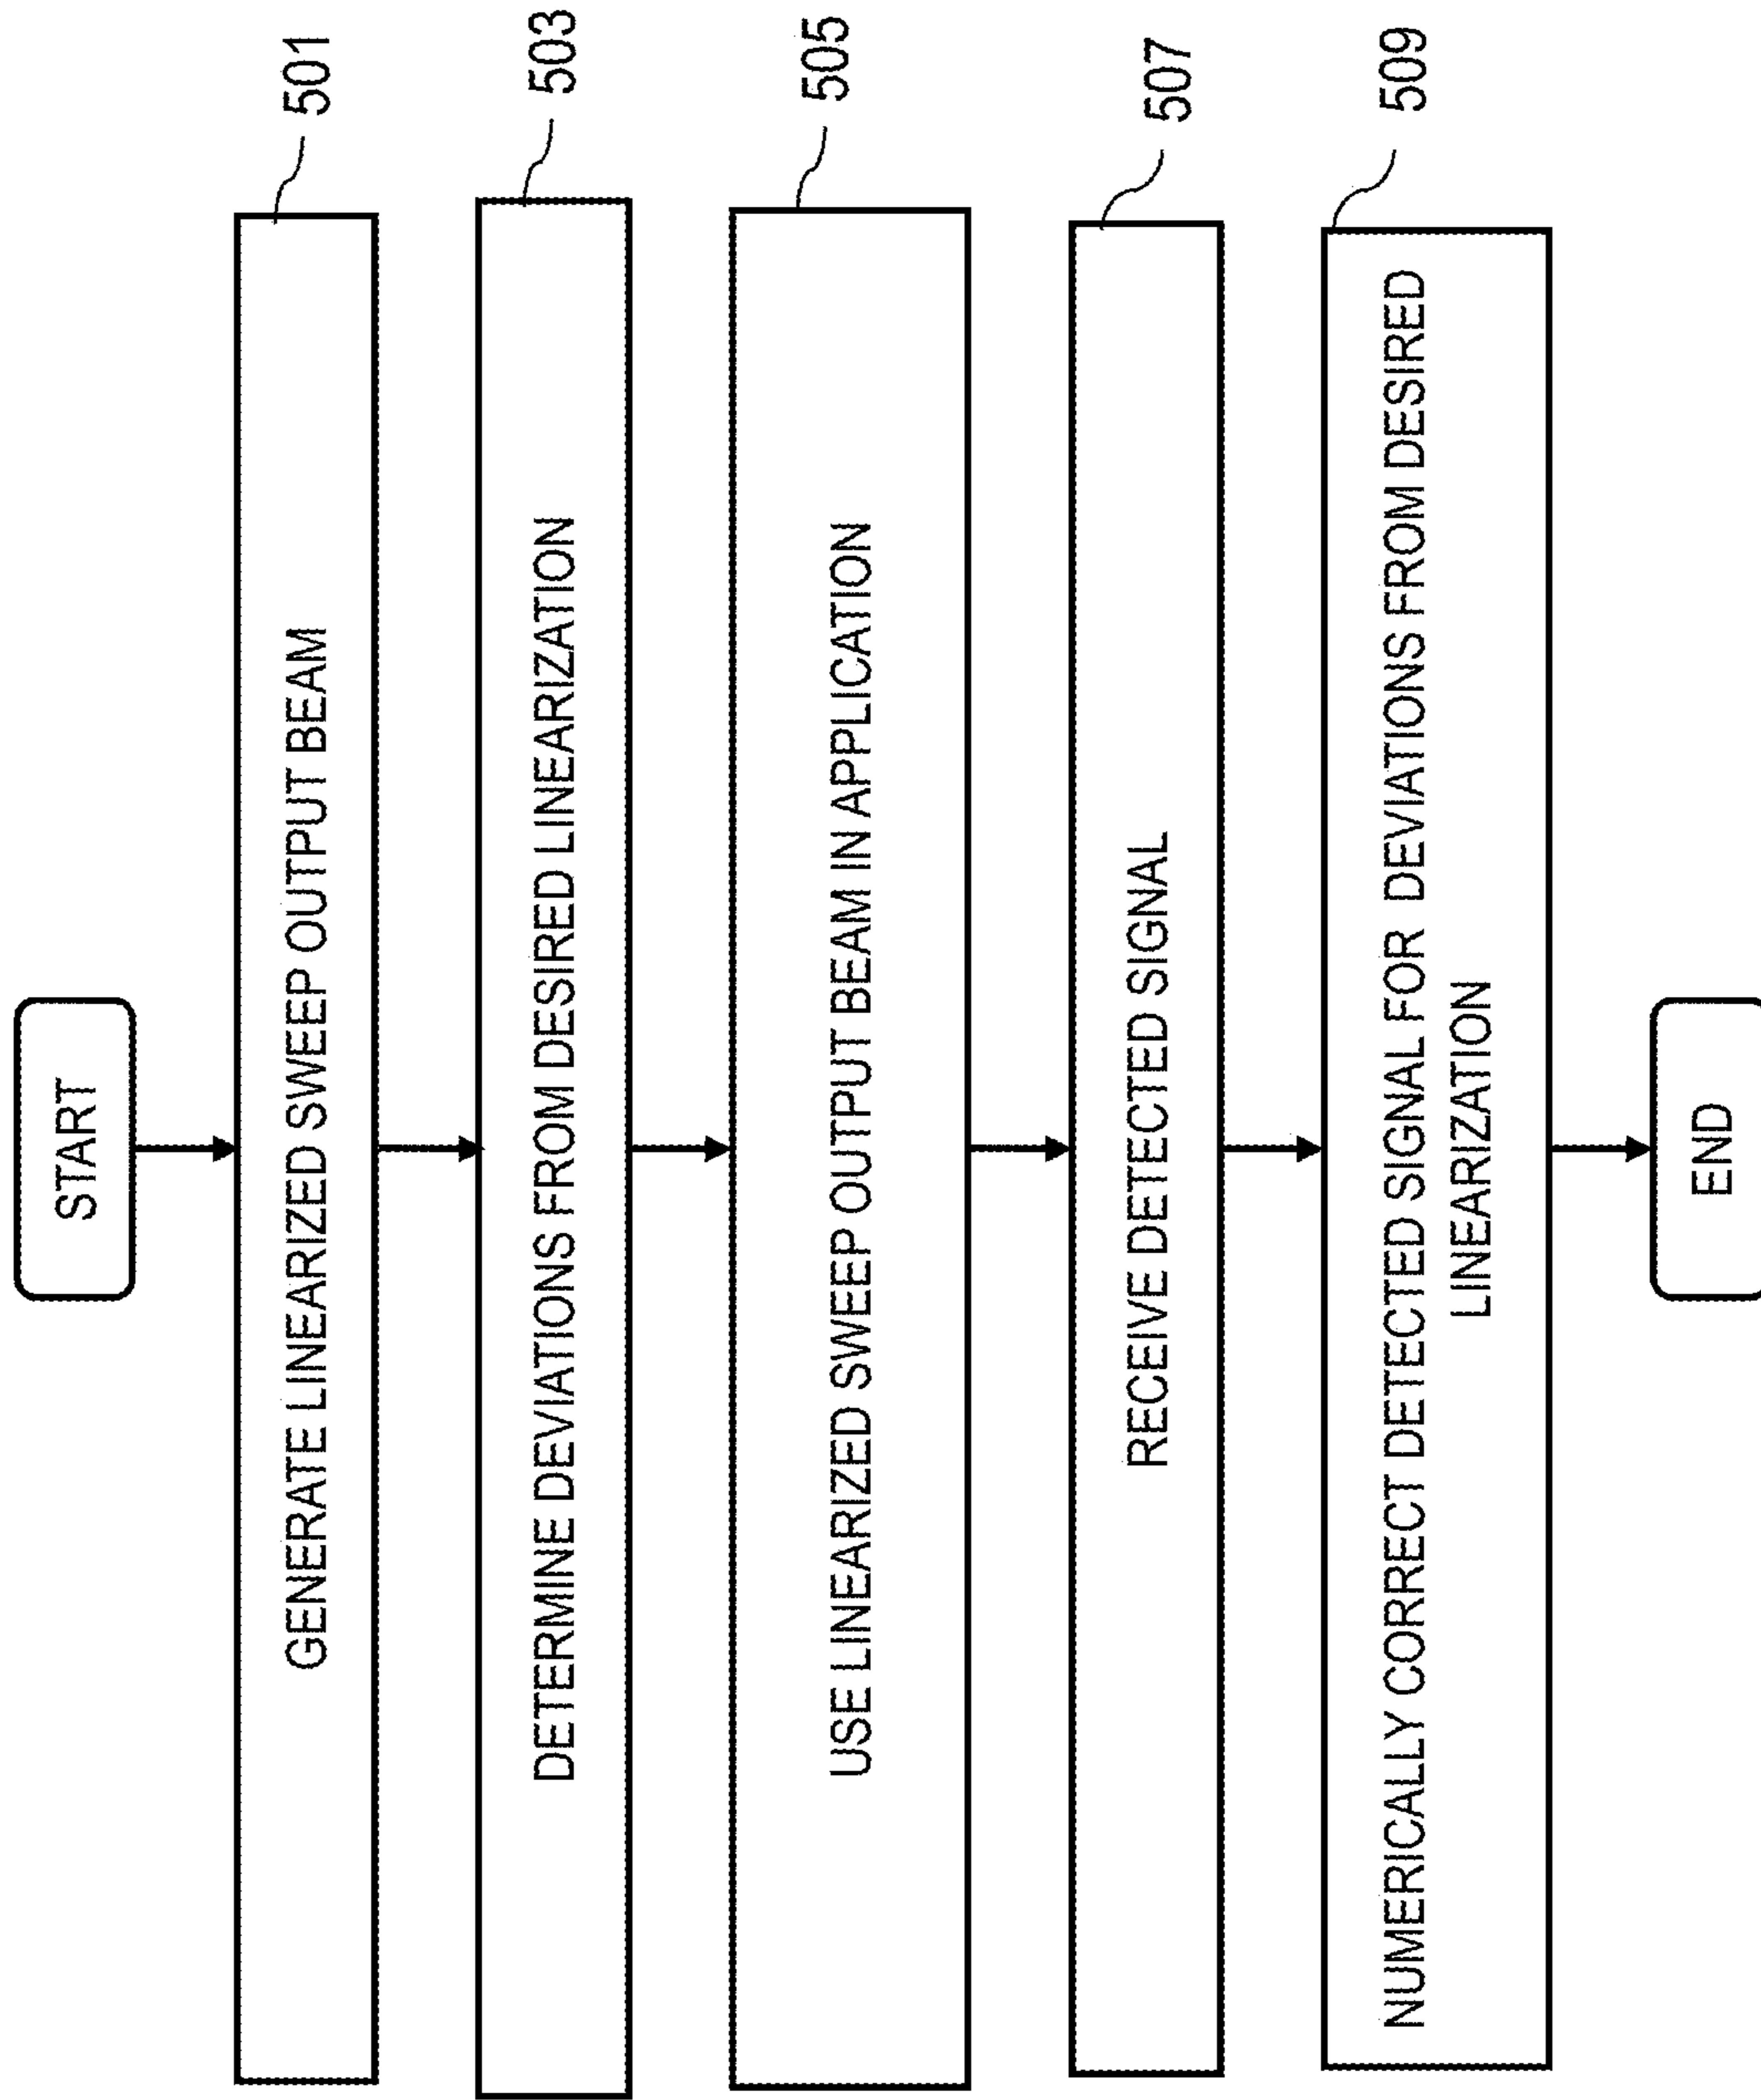 START
GENERATE LINEARIZED SWEEP OUTPUT BEAM
501
DETERMINE DEVIATIONS FROM DESIRED LINEARIZATION
503
USE LINEARIZED SWEEP OUTPUT BEAM IN APPLICATION
505
RECEIVE DETECTED SIGNAL
507
NUMERICALLY CORRECT DETECTED SIGNAL FOR DEVIATIONS FROM DESIRED
LINEARIZATION
509
END